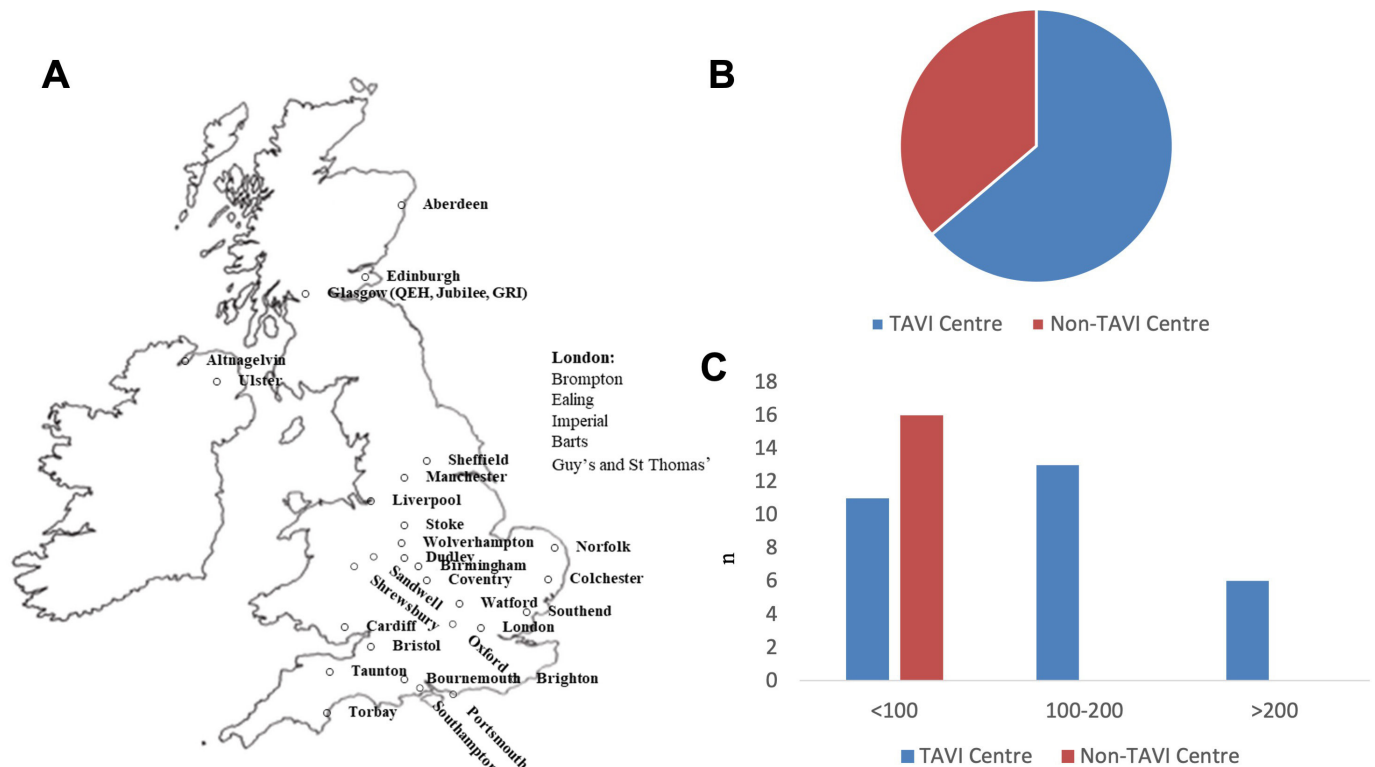 A
Aberdeen
Edinburgh
Glasgow (QEH, Jubilee, GRI)
Altnagelvin
Ulster
London:
Brompton
Ealing
Imperial
Barts
Guy's and St Thomas'
Sheffield
Manchester
Liverpool
Stoke
Wolverhampton
Dudley
Birmingham
Sandwell
Coventry
Shrewsbury
Norfolk
Colchester
Watford
Southend
London
Cardiff
Bristol
Oxford
Taunton
Bournemouth
Brighton
Torbay
Southampton
Portsmouth
B
TAVI Centre
Non-TAVI Centre
C
18
16
14
12
10
8
6
4
2
0
n
<100
100-200
>200
TAVI Centre
Non-TAVI Centre